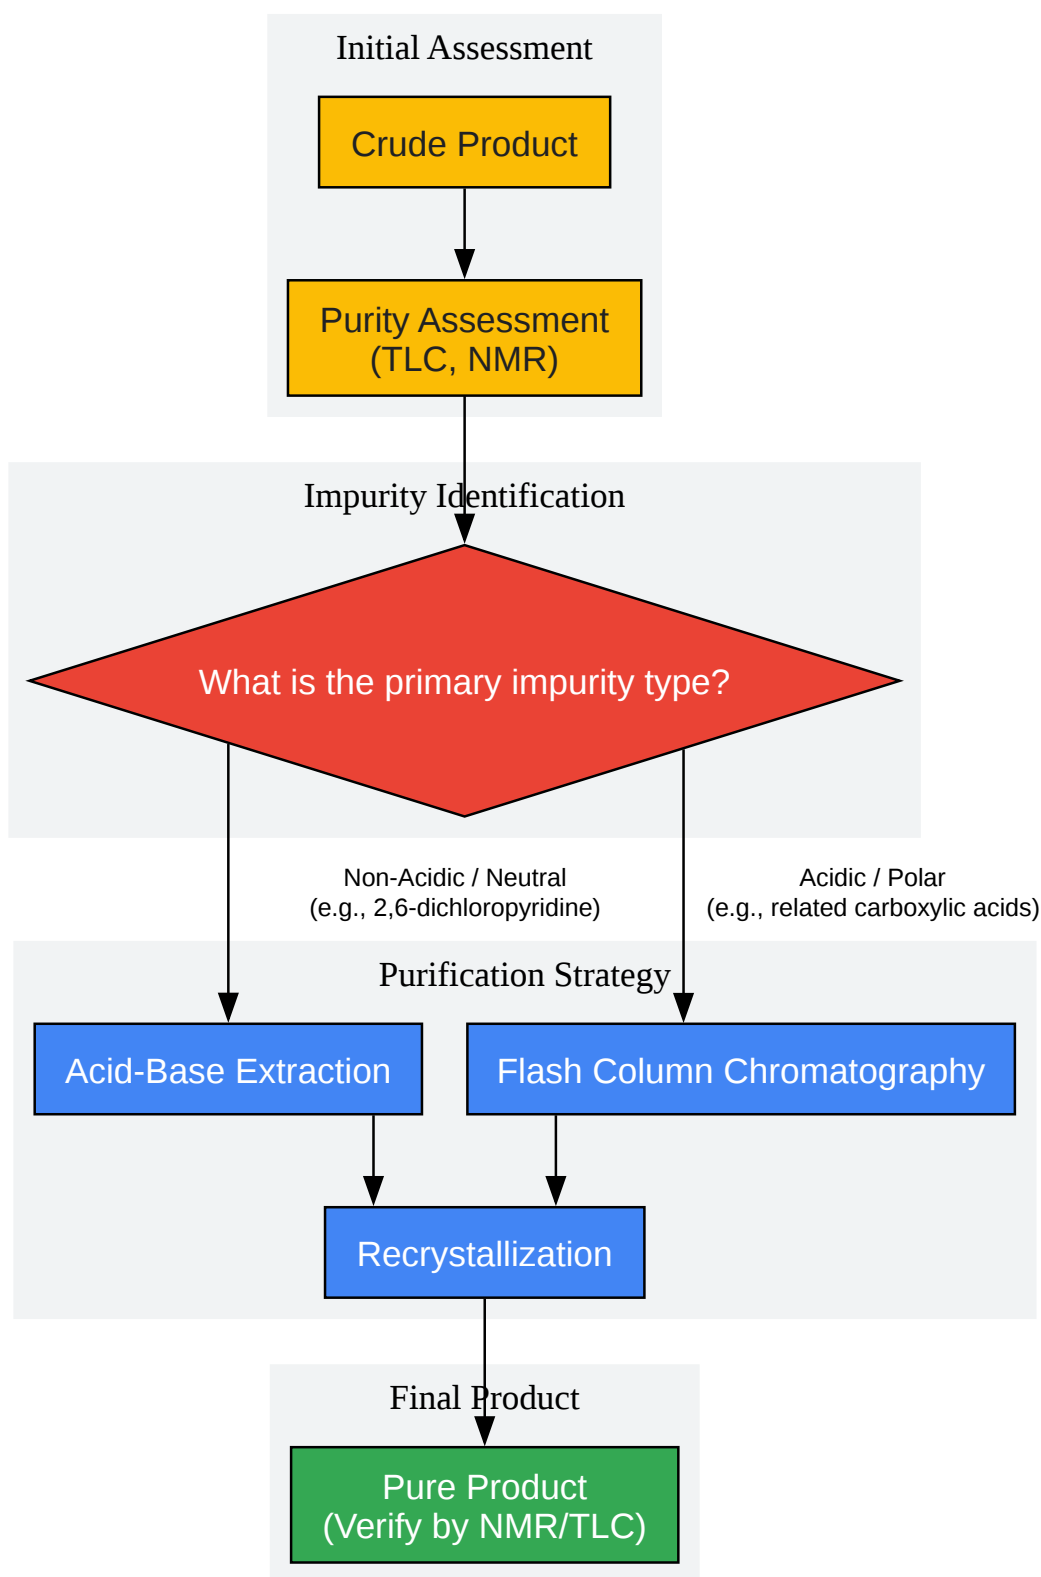 Initial Assessment
Crude Product
Purity Assessment
(TLC, NMR)
Impurity Identification
What is the primary impurity type?
Non-Acidic / Neutral
(e.g., 2,6-dichloropyridine)
Acidic / Polar
(e.g., related carboxylic acids)
Purification Strategy
Acid-Base Extraction
Flash Column Chromatography
Recrystallization
Final Product
Pure Product
(Verify by NMR/TLC)